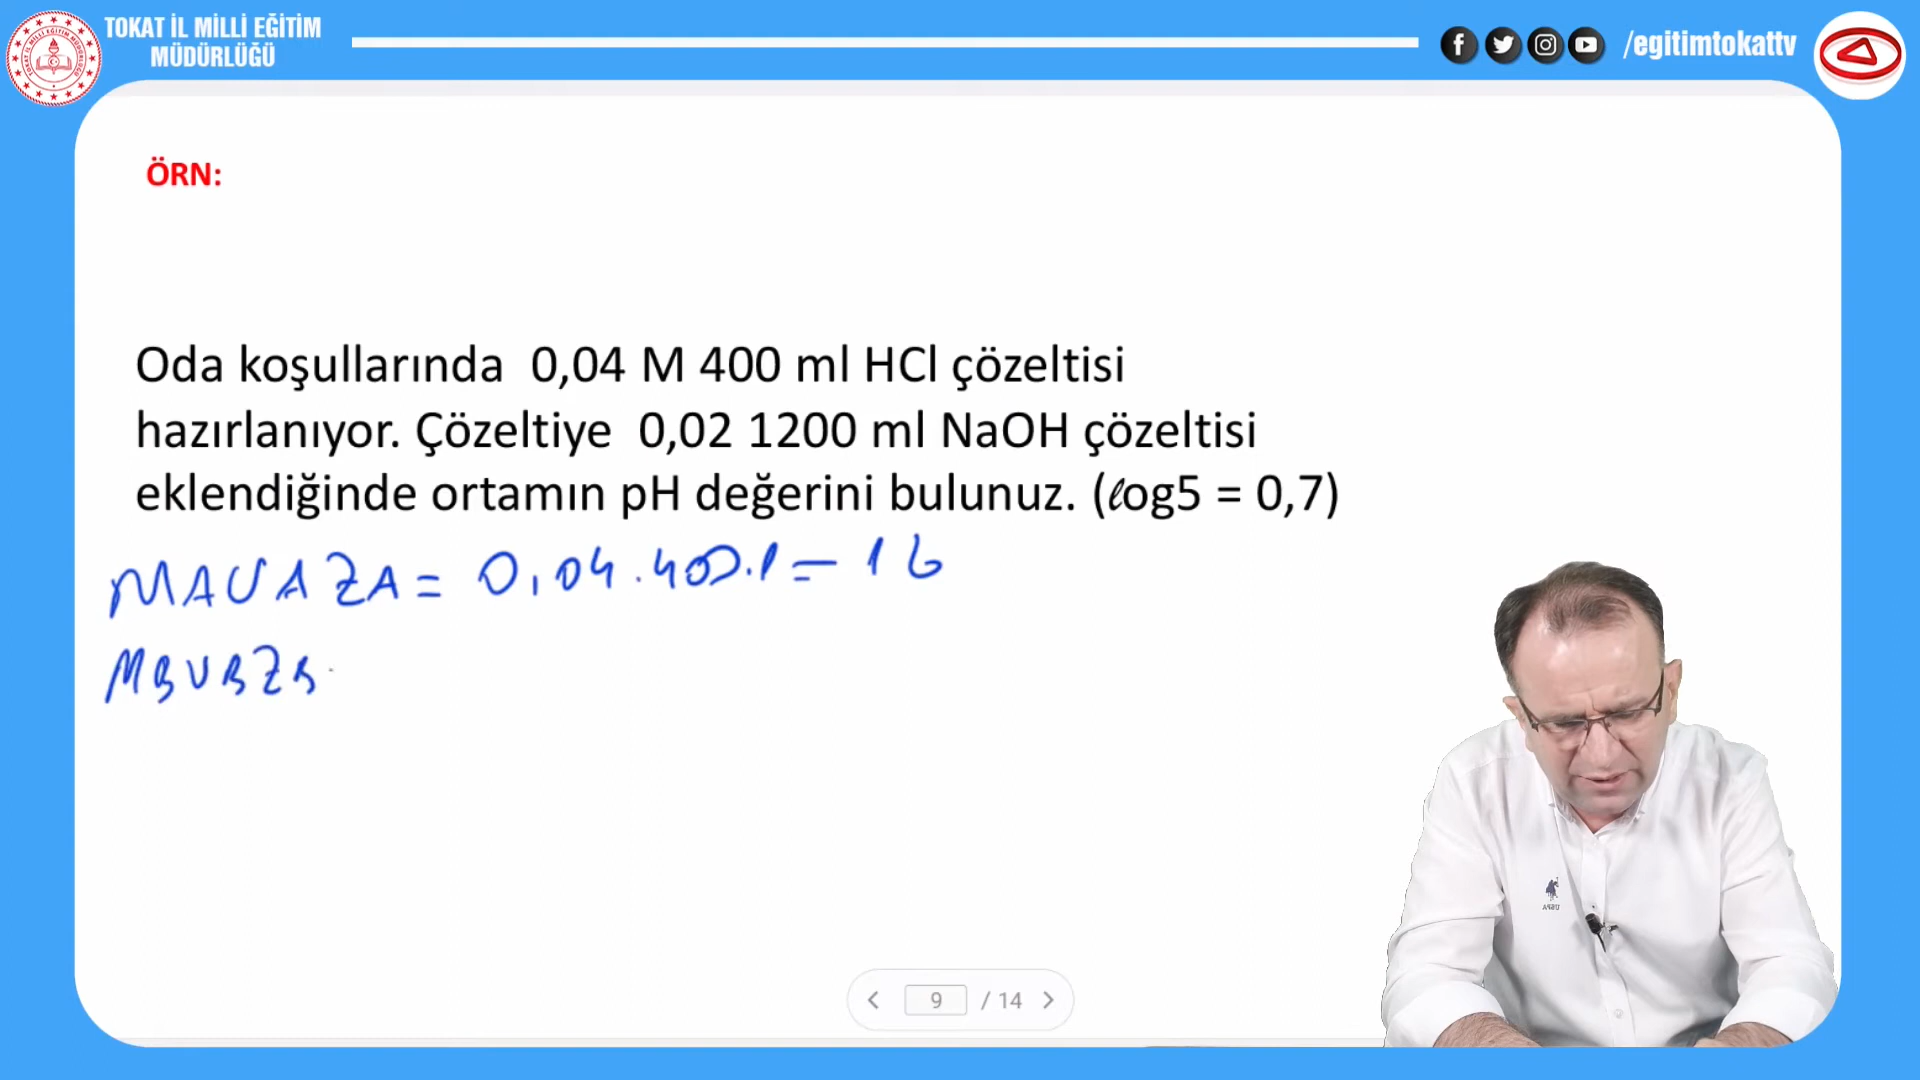 TOKAT İL MİLLİ EĞİTİM
MÜDÜRLÜĞÜ
/egitimtokattv
ÖRN:
Oda koşullarında 0,04 M 400 ml HCl çözeltisi
hazırlanıyor. Çözeltiye 0,02 1200 ml NaOH çözeltisi
eklendiğinde ortamın pH değerini bulunuz. (log5 = 0,7)
MAVAZA = 0,04.400.1 = 16
MBVBZB
9 / 14